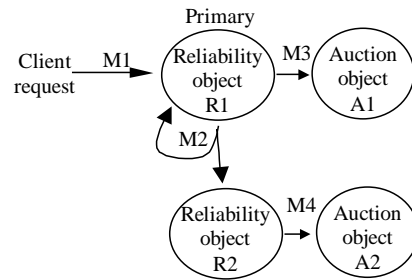 Primary
Client
request
M1
Reliability
object
R1
M3
Auction
object
A1
M2
Reliability
object
R2
M4
Auction
object
A2